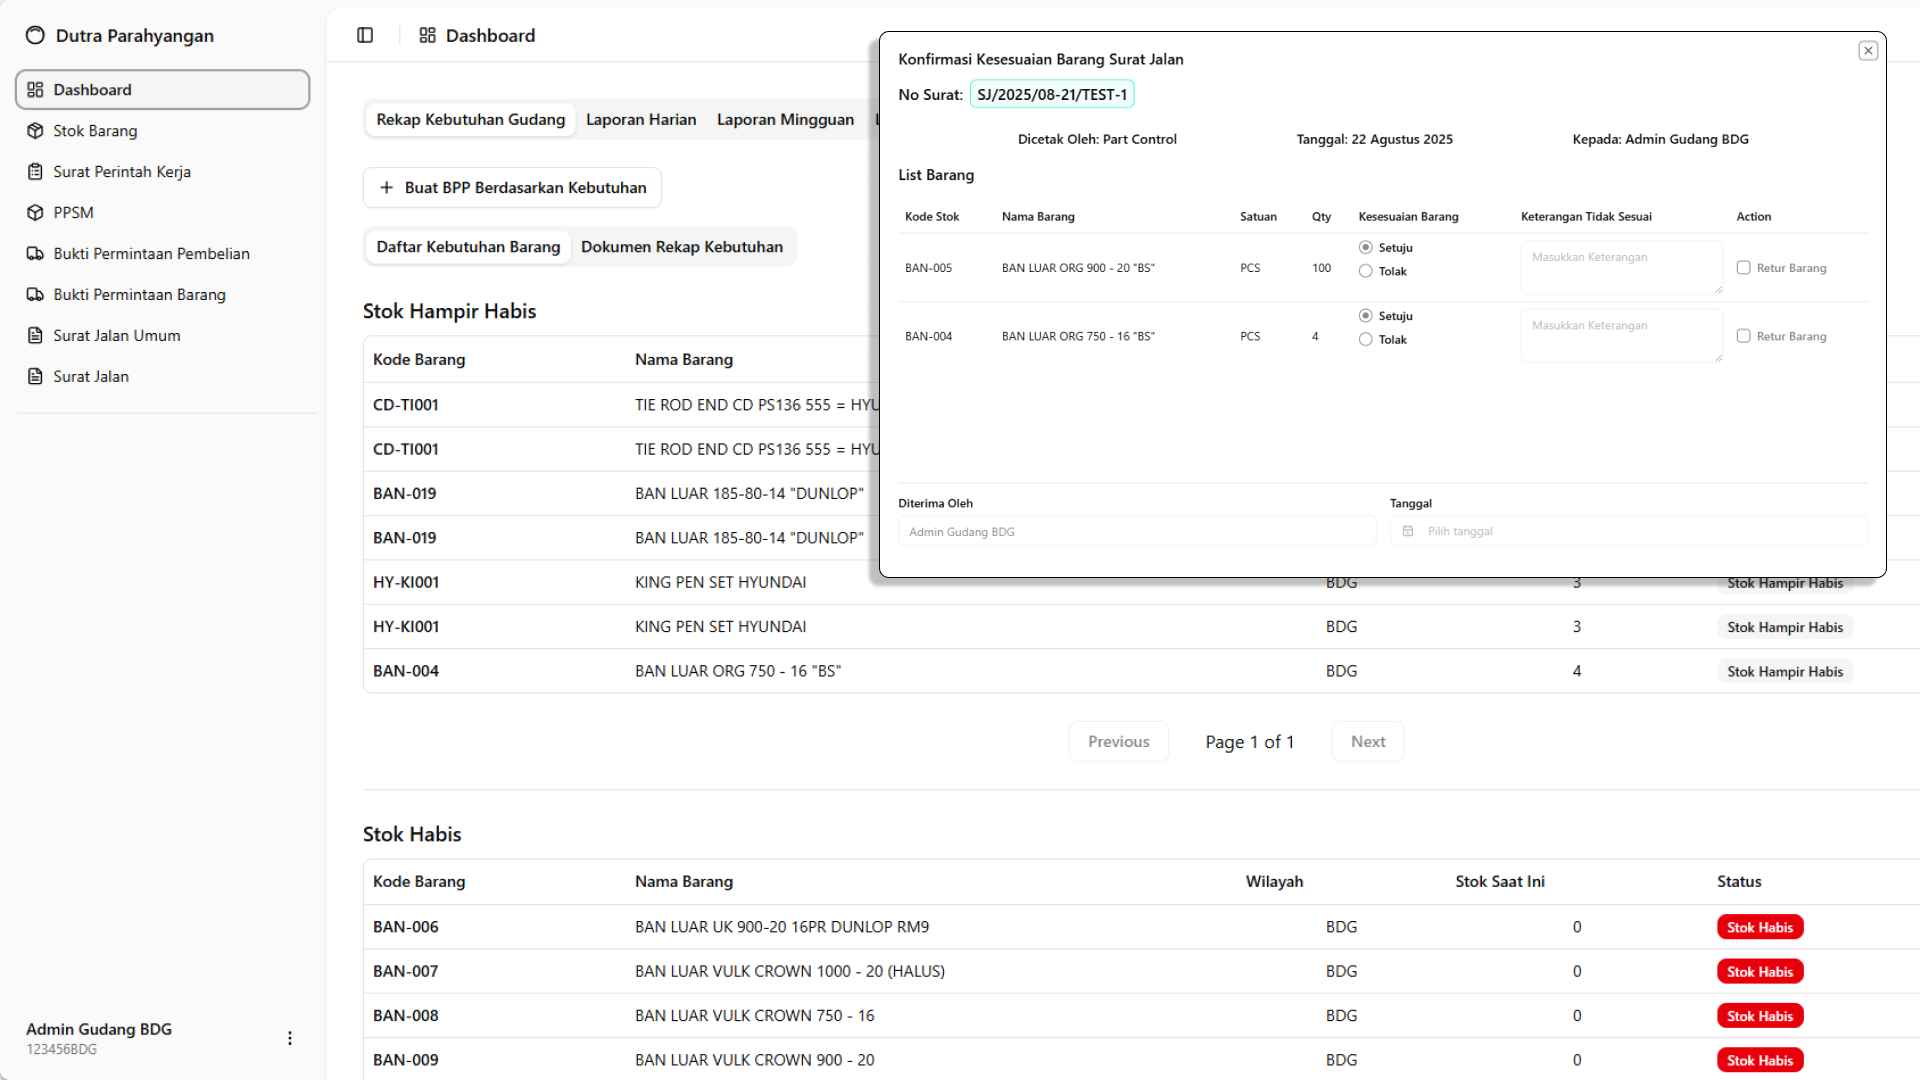 Dutra Parahyangan
Dashboard
Stok Barang
Surat Perintah Kerja
PPSM
Bukti Permintaan Pembelian
Bukti Permintaan Barang
Surat Jalan Umum
Surat Jalan
Admin Gudang BDG
123456BDG
Dashboard
Rekap Kebutuhan Gudang Laporan Harian Laporan Mingguan
+ Buat BPP Berdasarkan Kebutuhan
Daftar Kebutuhan Barang Dokumen Rekap Kebutuhan
Stok Hampir Habis
Kode Barang Nama Barang
CD-TI001 TIE ROD END CD PS136 555 = HYU
CD-TI001 TIE ROD END CD PS136 555 = HYU
BAN-019 BAN LUAR 185-80-14 "DUNLOP"
BAN-019 BAN LUAR 185-80-14 "DUNLOP"
HY-KI001 KING PEN SET HYUNDAI BDG 3 Stok Hampir Habis
HY-KI001 KING PEN SET HYUNDAI BDG 3 Stok Hampir Habis
BAN-004 BAN LUAR ORG 750 - 16 "BS" BDG 4 Stok Hampir Habis
Previous Page 1 of 1 Next
Stok Habis
Kode Barang Nama Barang Wilayah Stok Saat Ini Status
BAN-006 BAN LUAR UK 900-20 16PR DUNLOP RM9 BDG 0 Stok Habis
BAN-007 BAN LUAR VULK CROWN 1000 - 20 (HALUS) BDG 0 Stok Habis
BAN-008 BAN LUAR VULK CROWN 750 - 16 BDG 0 Stok Habis
BAN-009 BAN LUAR VULK CROWN 900 - 20 BDG 0 Stok Habis
Konfirmasi Kesesuaian Barang Surat Jalan
No Surat: SJ/2025/08-21/TEST-1
Dicetak Oleh: Part Control Tanggal: 22 Agustus 2025 Kepada: Admin Gudang BDG
List Barang
Kode Stok Nama Barang Satuan Qty Kesesuaian Barang Keterangan Tidak Sesuai Action
BAN-005 BAN LUAR ORG 900 - 20 "BS" PCS 100 Setuju Masukkan Keterangan Retur Barang
Tolak
BAN-004 BAN LUAR ORG 750 - 16 "BS" PCS 4 Setuju Masukkan Keterangan Retur Barang
Tolak
Diterima Oleh Tanggal
Admin Gudang BDG Pilih tanggal